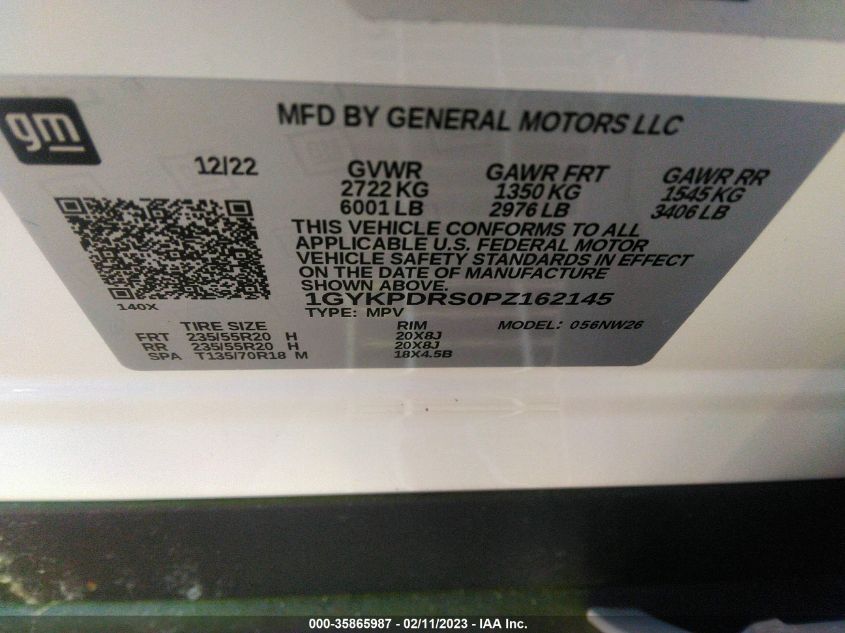 gm
MFD BY GENERAL MOTORS LLC
12/22 GVWR GAWR FRT GAWR RR
2722 KG 1350 KG 1545 KG
6001 LB 2976 LB 3406 LB
THIS VEHICLE CONFORMS TO ALL
APPLICABLE U.S. FEDERAL MOTOR
VEHICLE SAFETY STANDARDS IN EFFECT
ON THE DATE OF MANUFACTURE
SHOWN ABOVE.
140X
1GYKPDRS0PZ162145
TYPE: MPV
TIRE SIZE RIM MODEL: 056NW26
FRT 235/55R20 H 20X8J
RR 235/55R20 H 20X8J
SPA T135/70R18 M 18X4.5B
000-35865987 - 02/11/2023 - IAA Inc.